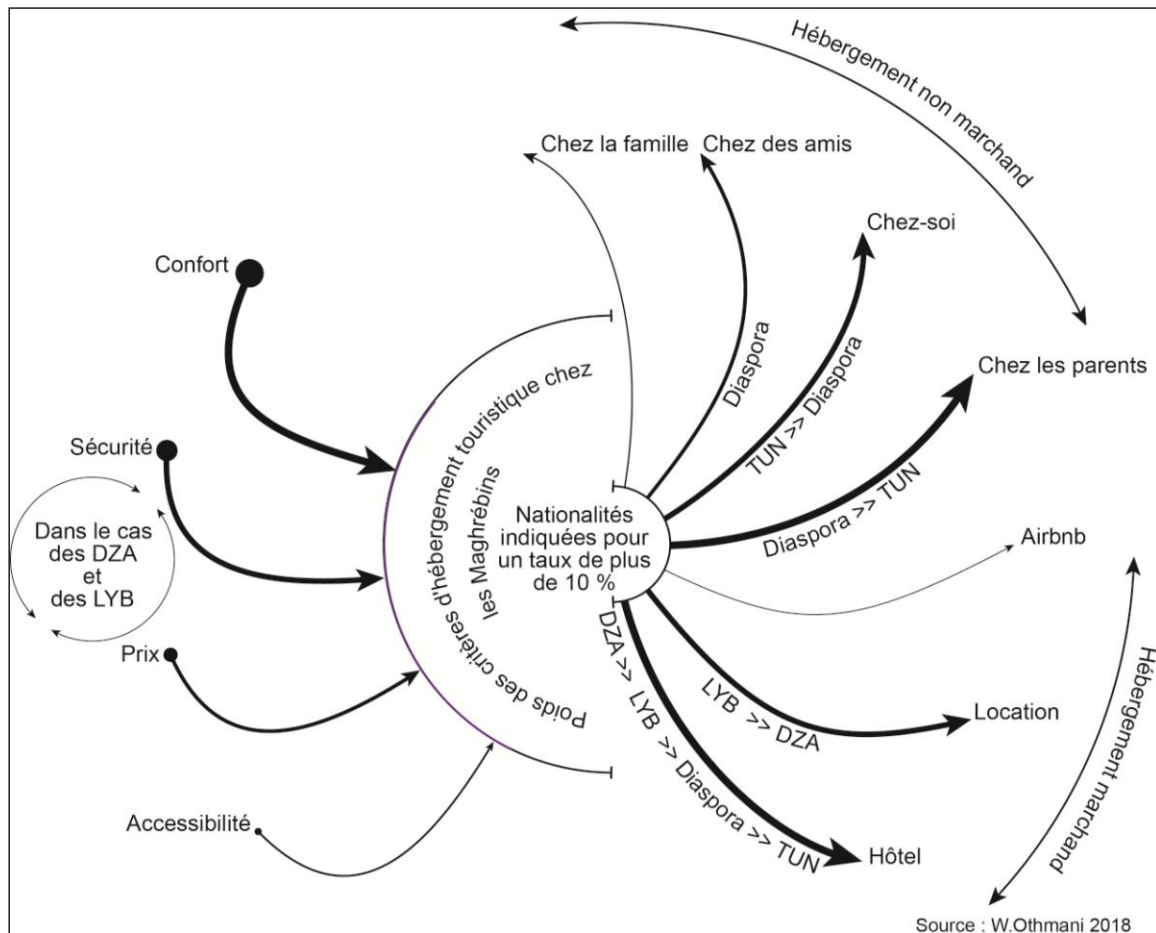 Hébergement non marchand
Chez la famille
Chez des amis
Chez-soi
Chez les parents
Confort
Sécurité
Dans le cas
des DZA
et
des LYB
Prix
Accessibilité
Poids des critères d'hébergement touristique chez
les Maghrébins
Nationalités
indiquées pour
un taux de plus
de 10 %
Diaspora
TUN >> Diaspora
Diaspora >> TUN
Airbnb
LYB >> DZA
Location
DZA >> LYB >> Diaspora >> TUN
Hôtel
Hébergement marchand
Source : W.Othmani 2018